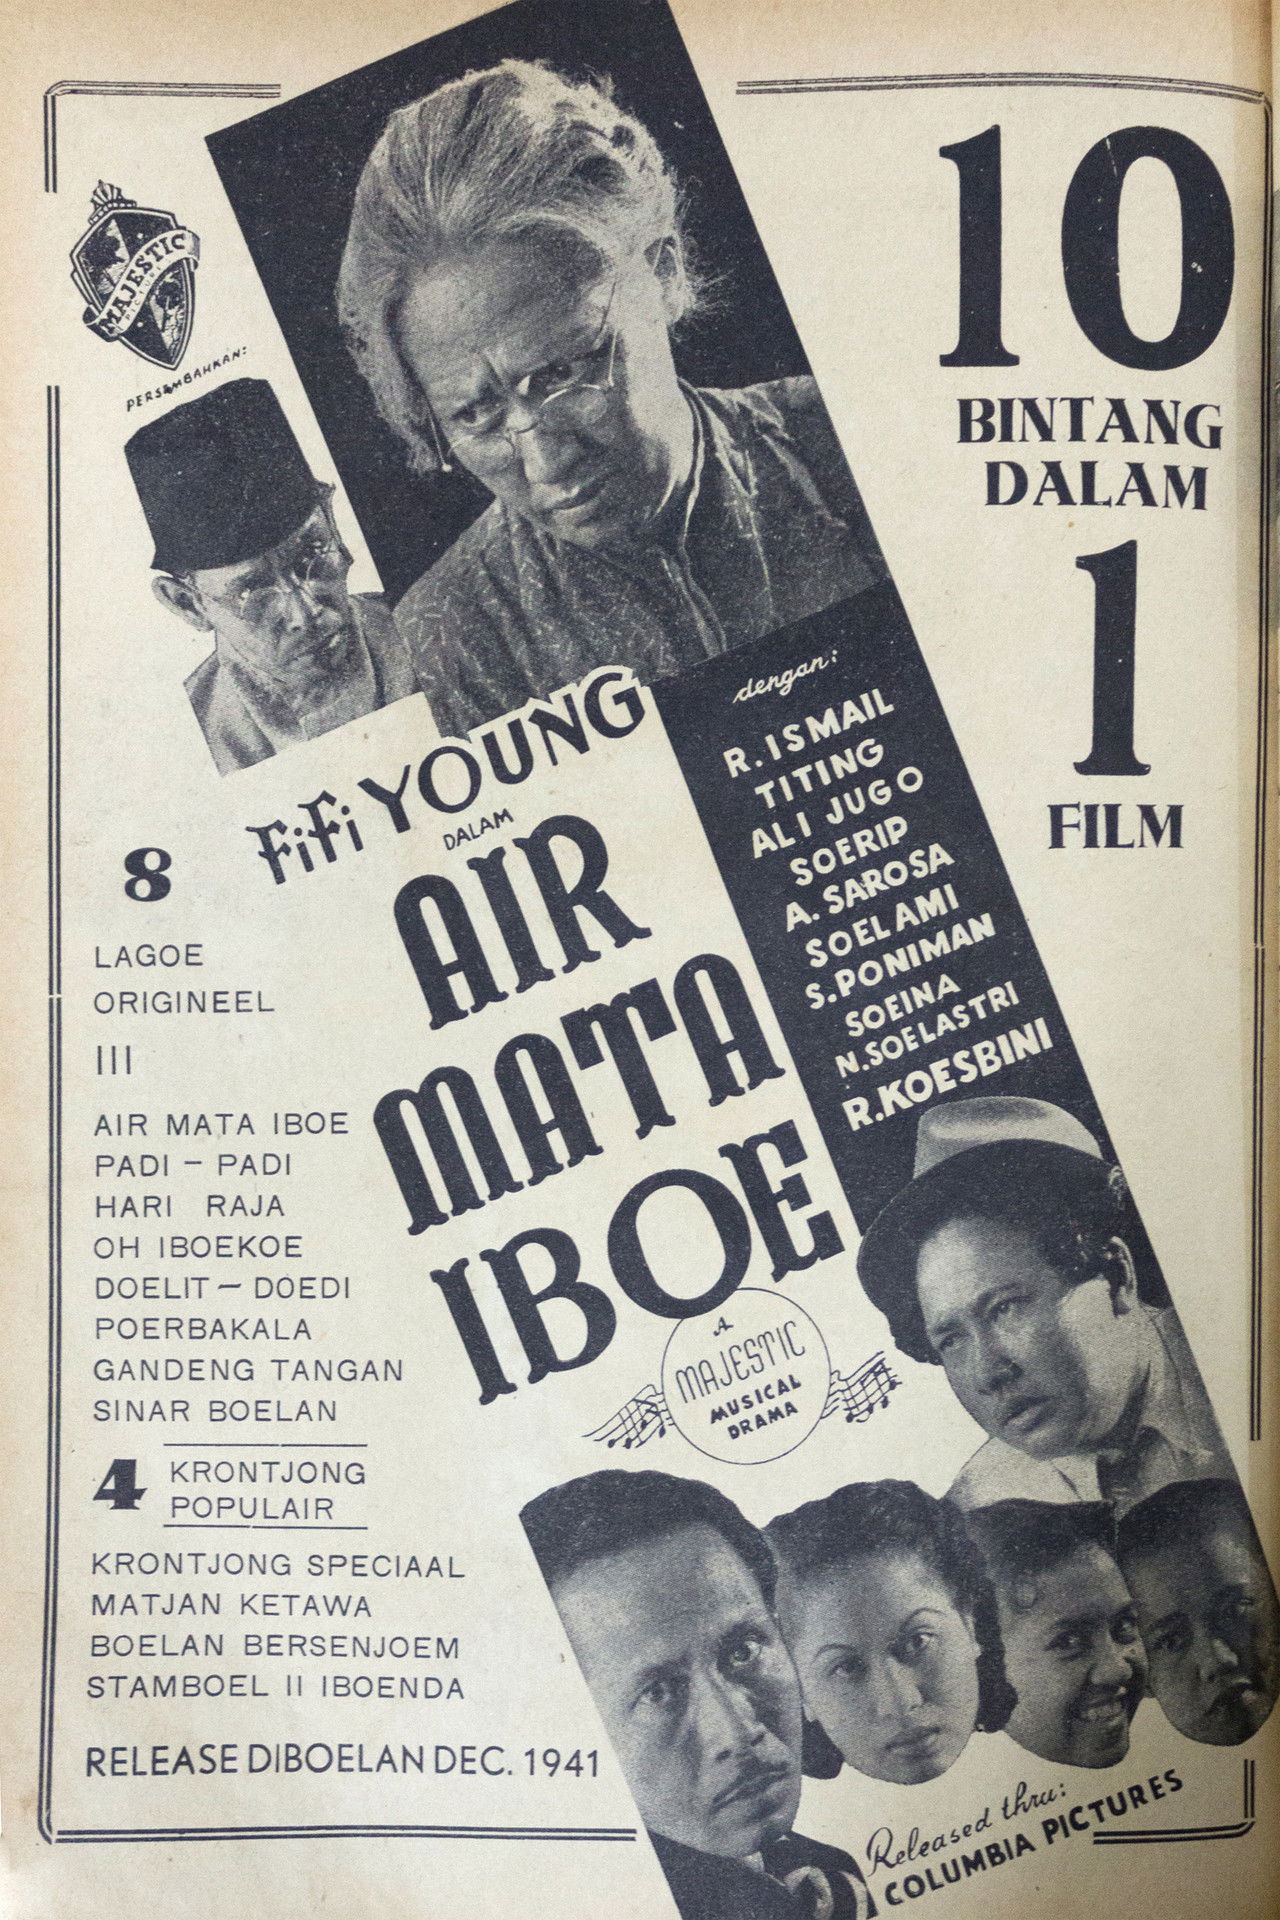 MAJESTIC
PICTURES
PERSEMBAHKAN:
10
BINTANG
DALAM
1
FILM
FIFI YOUNG
DALAM
AIR
MATA
IBOE
A
MAJESTIC
MUSICAL
DRAMA
dengan:
R. ISMAIL
TITING
ALI JUGO
SOERIP
A. SAROSA
SOELAMI
S. PONIMAN
SOEINA
N. SOELASTRI
R. KOESBINI
8
LAGOE
ORIGINEEL
III
AIR MATA IBOE
PADI – PADI
HARI RAJA
OH IBOEKOE
DOELIT – DOEDI
POERBAKALA
GANDENG TANGAN
SINAR BOELAN
4 KRONTJONG
POPULAIR
KRONTJONG SPECIAAL
MATJAN KETAWA
BOELAN BERSENJOEM
STAMBOEL II IBOENDA
RELEASE DIBOELAN DEC. 1941
Released thru:
COLUMBIA PICTURES